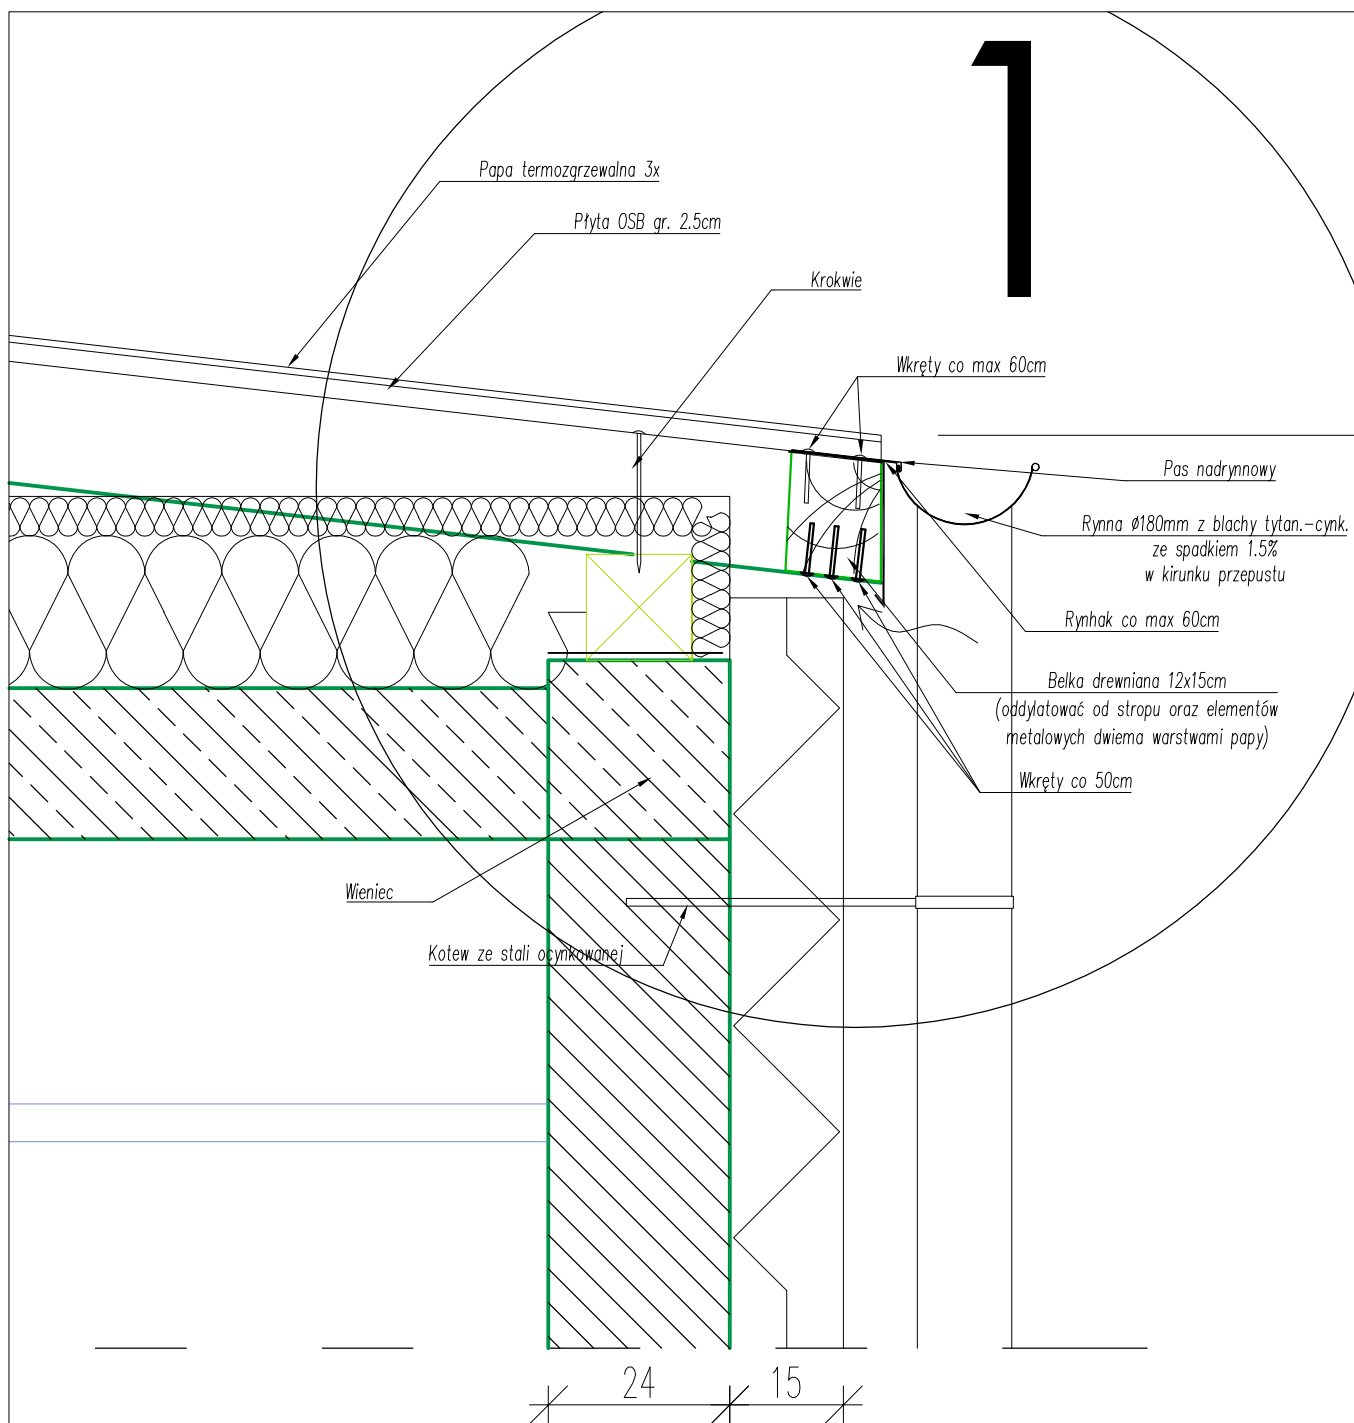 1
Papa termozgrzewalna 3x
Płyta OSB gr. 2.5cm
Krokwie
Wkręty co max 60cm
Pas nadrynnowy
Rynna Ø180mm z blachy tytan.-cynk.
ze spadkiem 1.5%
w kirunku przepustu
Rynhak co max 60cm
Belka drewniana 12x15cm
(oddylatować od stropu oraz elementów
metalowych dwiema warstwami papy)
Wkręty co 50cm
Wieniec
Kotew ze stali ocynkowanej
24
15